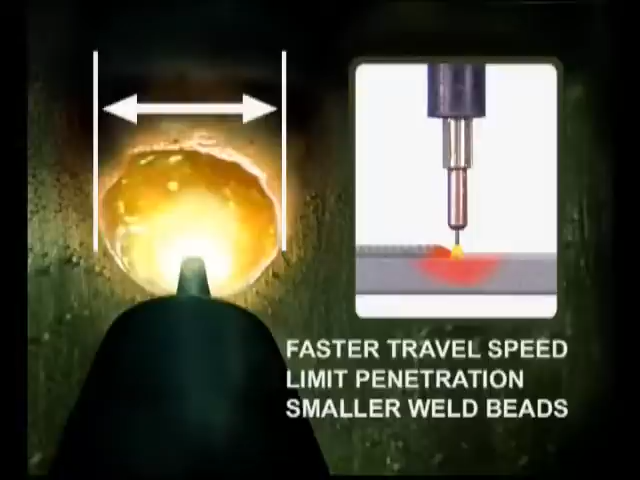 FASTER TRAVEL SPEED
LIMIT PENETRATION
SMALLER WELD BEADS